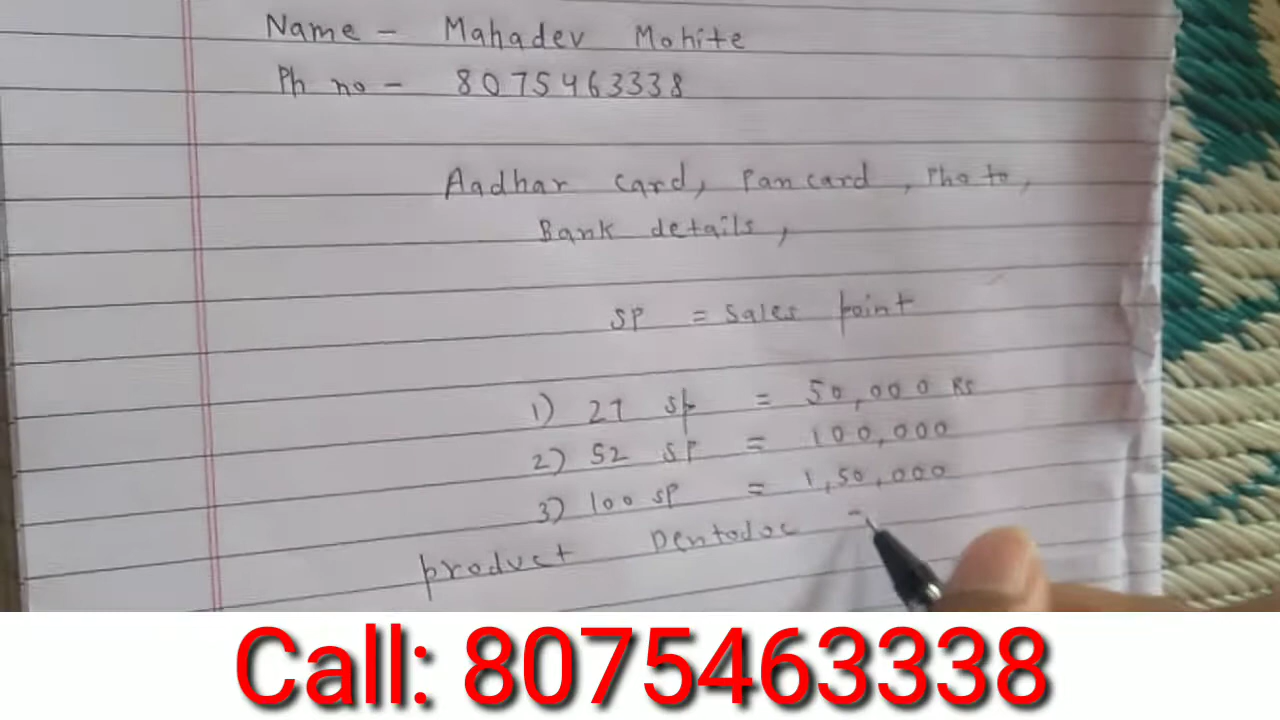 Name - Mahadev Mohite
Ph no - 8075463338
Aadhar card, Pan card, Photo,
Bank details,
SP = Sales point
1) 27 SP = 50,000 RS
2) 52 SP = 100,000
3) 100 SP = 1,50,000
product Dentodoc -
Call: 8075463338